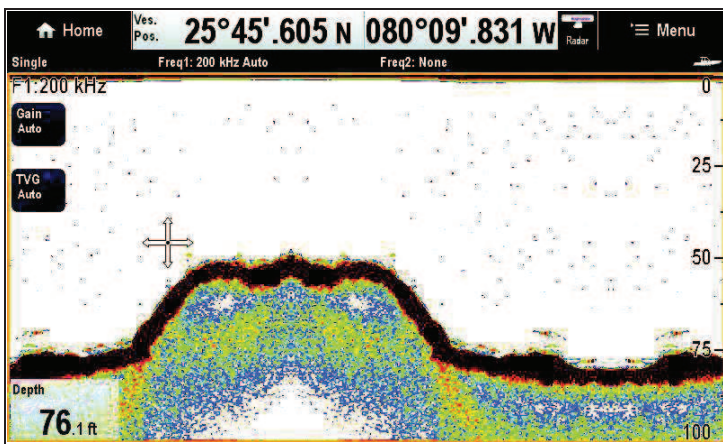 Home
Ves. Pos. 25°45'.605 N 080°09'.831 W
Radar
Menu
Single Freq1: 200 kHz Auto Freq2: None
F1:200 kHz
0
Gain
Auto
25
TVG
Auto
50
75
Depth
76.1 ft
100